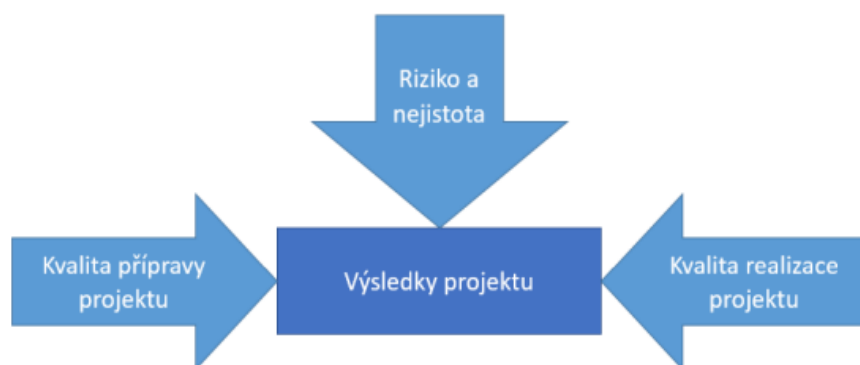 Riziko a
nejistota
Kvalita přípravy
projektu
Výsledky projektu
Kvalita realizace
projektu